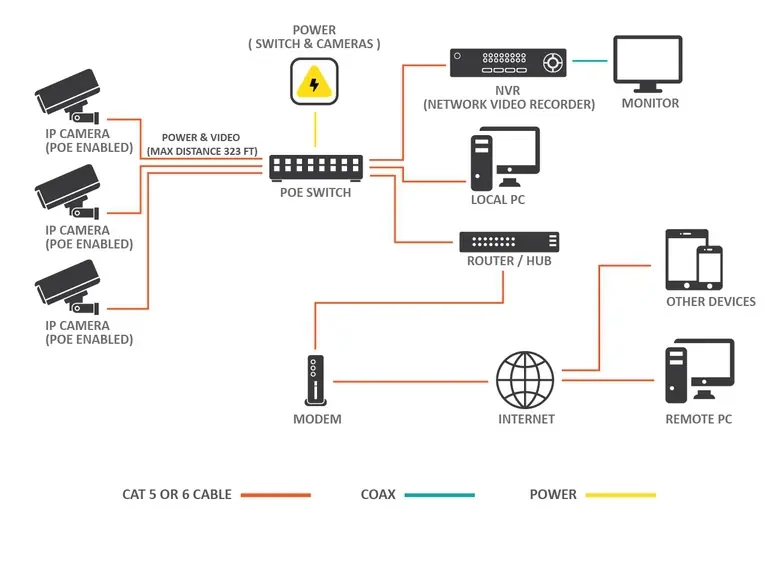 POWER
( SWITCH & CAMERAS )
NVR
(NETWORK VIDEO RECORDER)
MONITOR
IP CAMERA
(POE ENABLED)
POWER & VIDEO
(MAX DISTANCE 323 FT)
POE SWITCH
LOCAL PC
IP CAMERA
(POE ENABLED)
ROUTER / HUB
OTHER DEVICES
IP CAMERA
(POE ENABLED)
MODEM
INTERNET
REMOTE PC
CAT 5 OR 6 CABLE
COAX
POWER